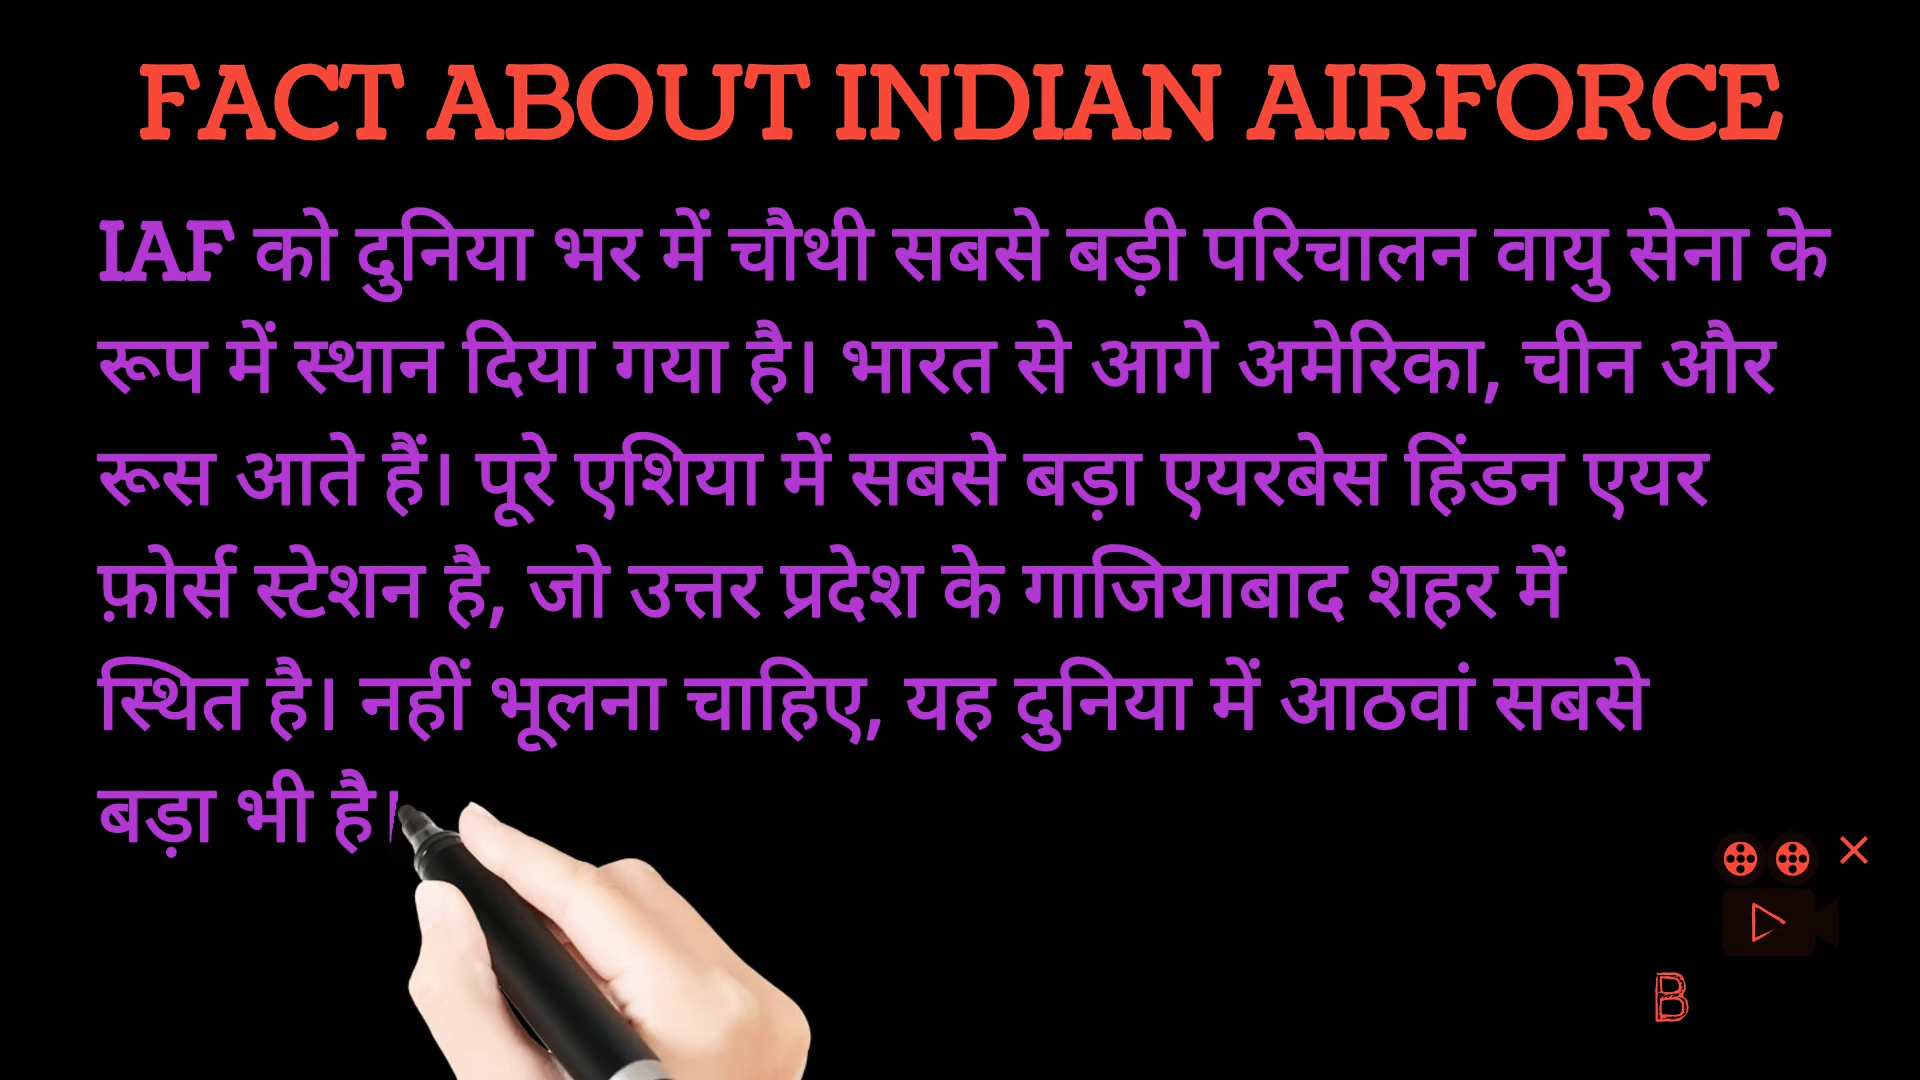 FACT ABOUT INDIAN AIRFORCE
IAF को दुनिया भर में चौथी सबसे बड़ी परिचालन वायु सेना के
रूप में स्थान दिया गया है। भारत से आगे अमेरिका, चीन और
रूस आते हैं। पूरे एशिया में सबसे बड़ा एयरबेस हिंडन एयर
फ़ोर्स स्टेशन है, जो उत्तर प्रदेश के गाजियाबाद शहर में
स्थित है। नहीं भूलना चाहिए, यह दुनिया में आठवां सबसे
बड़ा भी है।
B